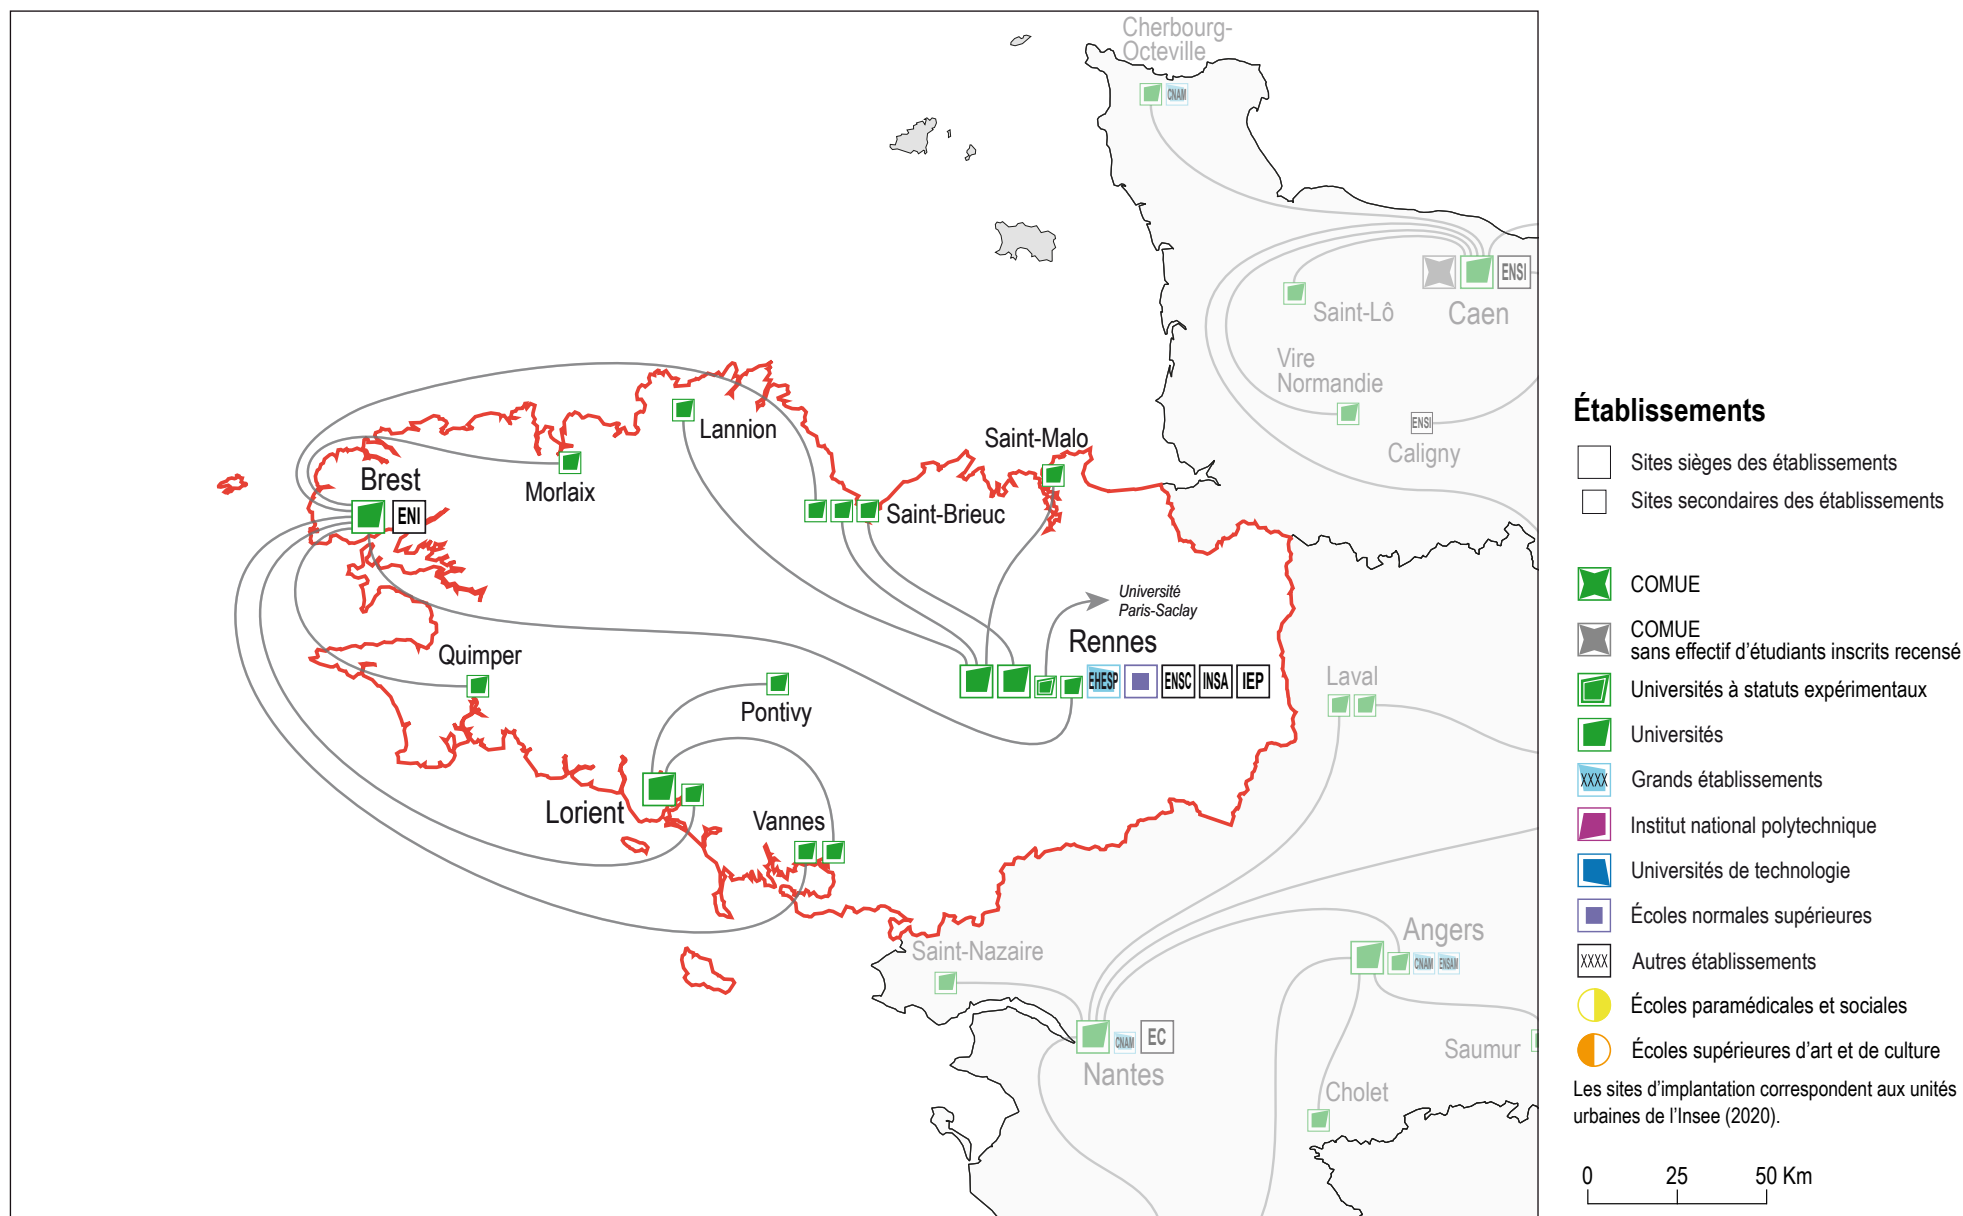 Cherbourg-
Octeville
CNAM
ENSI
Saint-Lô
Caen
Vire
Normandie
ENSI
Caligny
Lannion
Saint-Malo
Morlaix
Brest
ENI
Saint-Brieuc
Université
Paris-Saclay
Rennes
EHESP
ENSC
INSA
IEP
Quimper
Pontivy
Laval
Lorient
Vannes
Saint-Nazaire
Angers
CNAM
ENSAM
CNAM
EC
Nantes
Saumur
Cholet
Établissements
Sites sièges des établissements
Sites secondaires des établissements
COMUE
COMUE
sans effectif d’étudiants inscrits recensé
Universités à statuts expérimentaux
Universités
XXXX
Grands établissements
Institut national polytechnique
Universités de technologie
Écoles normales supérieures
XXXX
Autres établissements
Écoles paramédicales et sociales
Écoles supérieures d’art et de culture
Les sites d’implantation correspondent aux unités
urbaines de l’Insee (2020).
0 25 50 Km